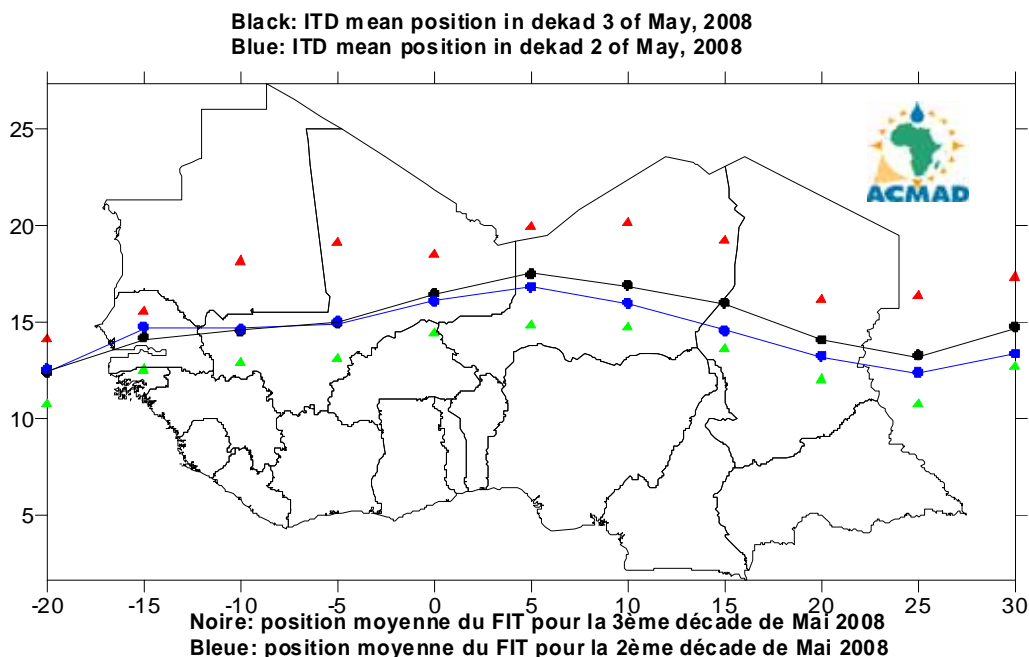 Black: ITD mean position in dekad 3 of May, 2008
Blue: ITD mean position in dekad 2 of May, 2008
25
20
15
10
5
ACMAD
-20 -15 -10 -5 0 5 10 15 20 25 30
Noire: position moyenne du FIT pour la 3ème décade de Mai 2008
Bleue: position moyenne du FIT pour la 2ème décade de Mai 2008